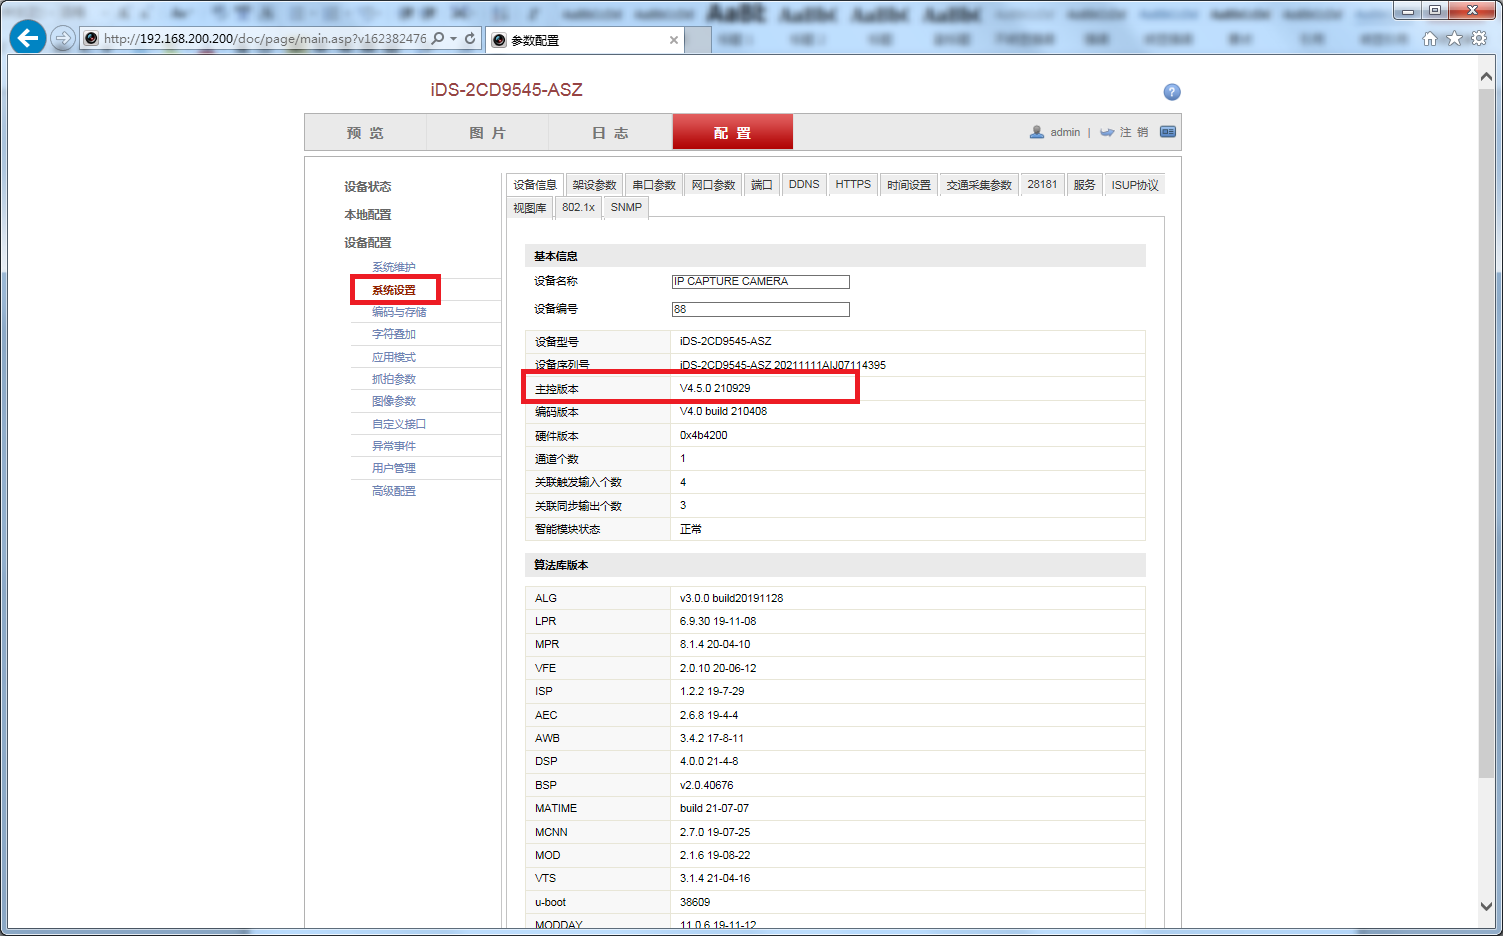 http://192.168.200.200/doc/page/main.asp?v162382476
参数配置
iDS-2CD9545-ASZ
预 览 图 片 日 志 配 置 admin | 注 销
设备状态
本地配置
设备配置
系统维护
系统设置
编码与存储
字符叠加
应用模式
抓拍参数
图像参数
自定义接口
异常事件
用户管理
高级配置
设备信息 架设参数 串口参数 网口参数 端口 DDNS HTTPS 时间设置 交通采集参数 28181 服务 ISUP协议
视图库 802.1x SNMP
基本信息
设备名称 IP CAPTURE CAMERA
设备编号 88
设备型号 iDS-2CD9545-ASZ
设备序列号 iDS-2CD9545-ASZ 20211111AIJ07114395
主控版本 V4.5.0 210929
编码版本 V4.0 build 210408
硬件版本 0x4b4200
通道个数 1
关联触发输入个数 4
关联同步输出个数 3
智能模块状态 正常
算法库版本
ALG v3.0.0 build20191128
LPR 6.9.30 19-11-08
MPR 8.1.4 20-04-10
VFE 2.0.10 20-06-12
ISP 1.2.2 19-7-29
AEC 2.6.8 19-4-4
AWB 3.4.2 17-8-11
DSP 4.0.0 21-4-8
BSP v2.0.40676
MATIME build 21-07-07
MCNN 2.7.0 19-07-25
MOD 2.1.6 19-08-22
VTS 3.1.4 21-04-16
u-boot 38609
MODDAY 11.0.6 19-11-12